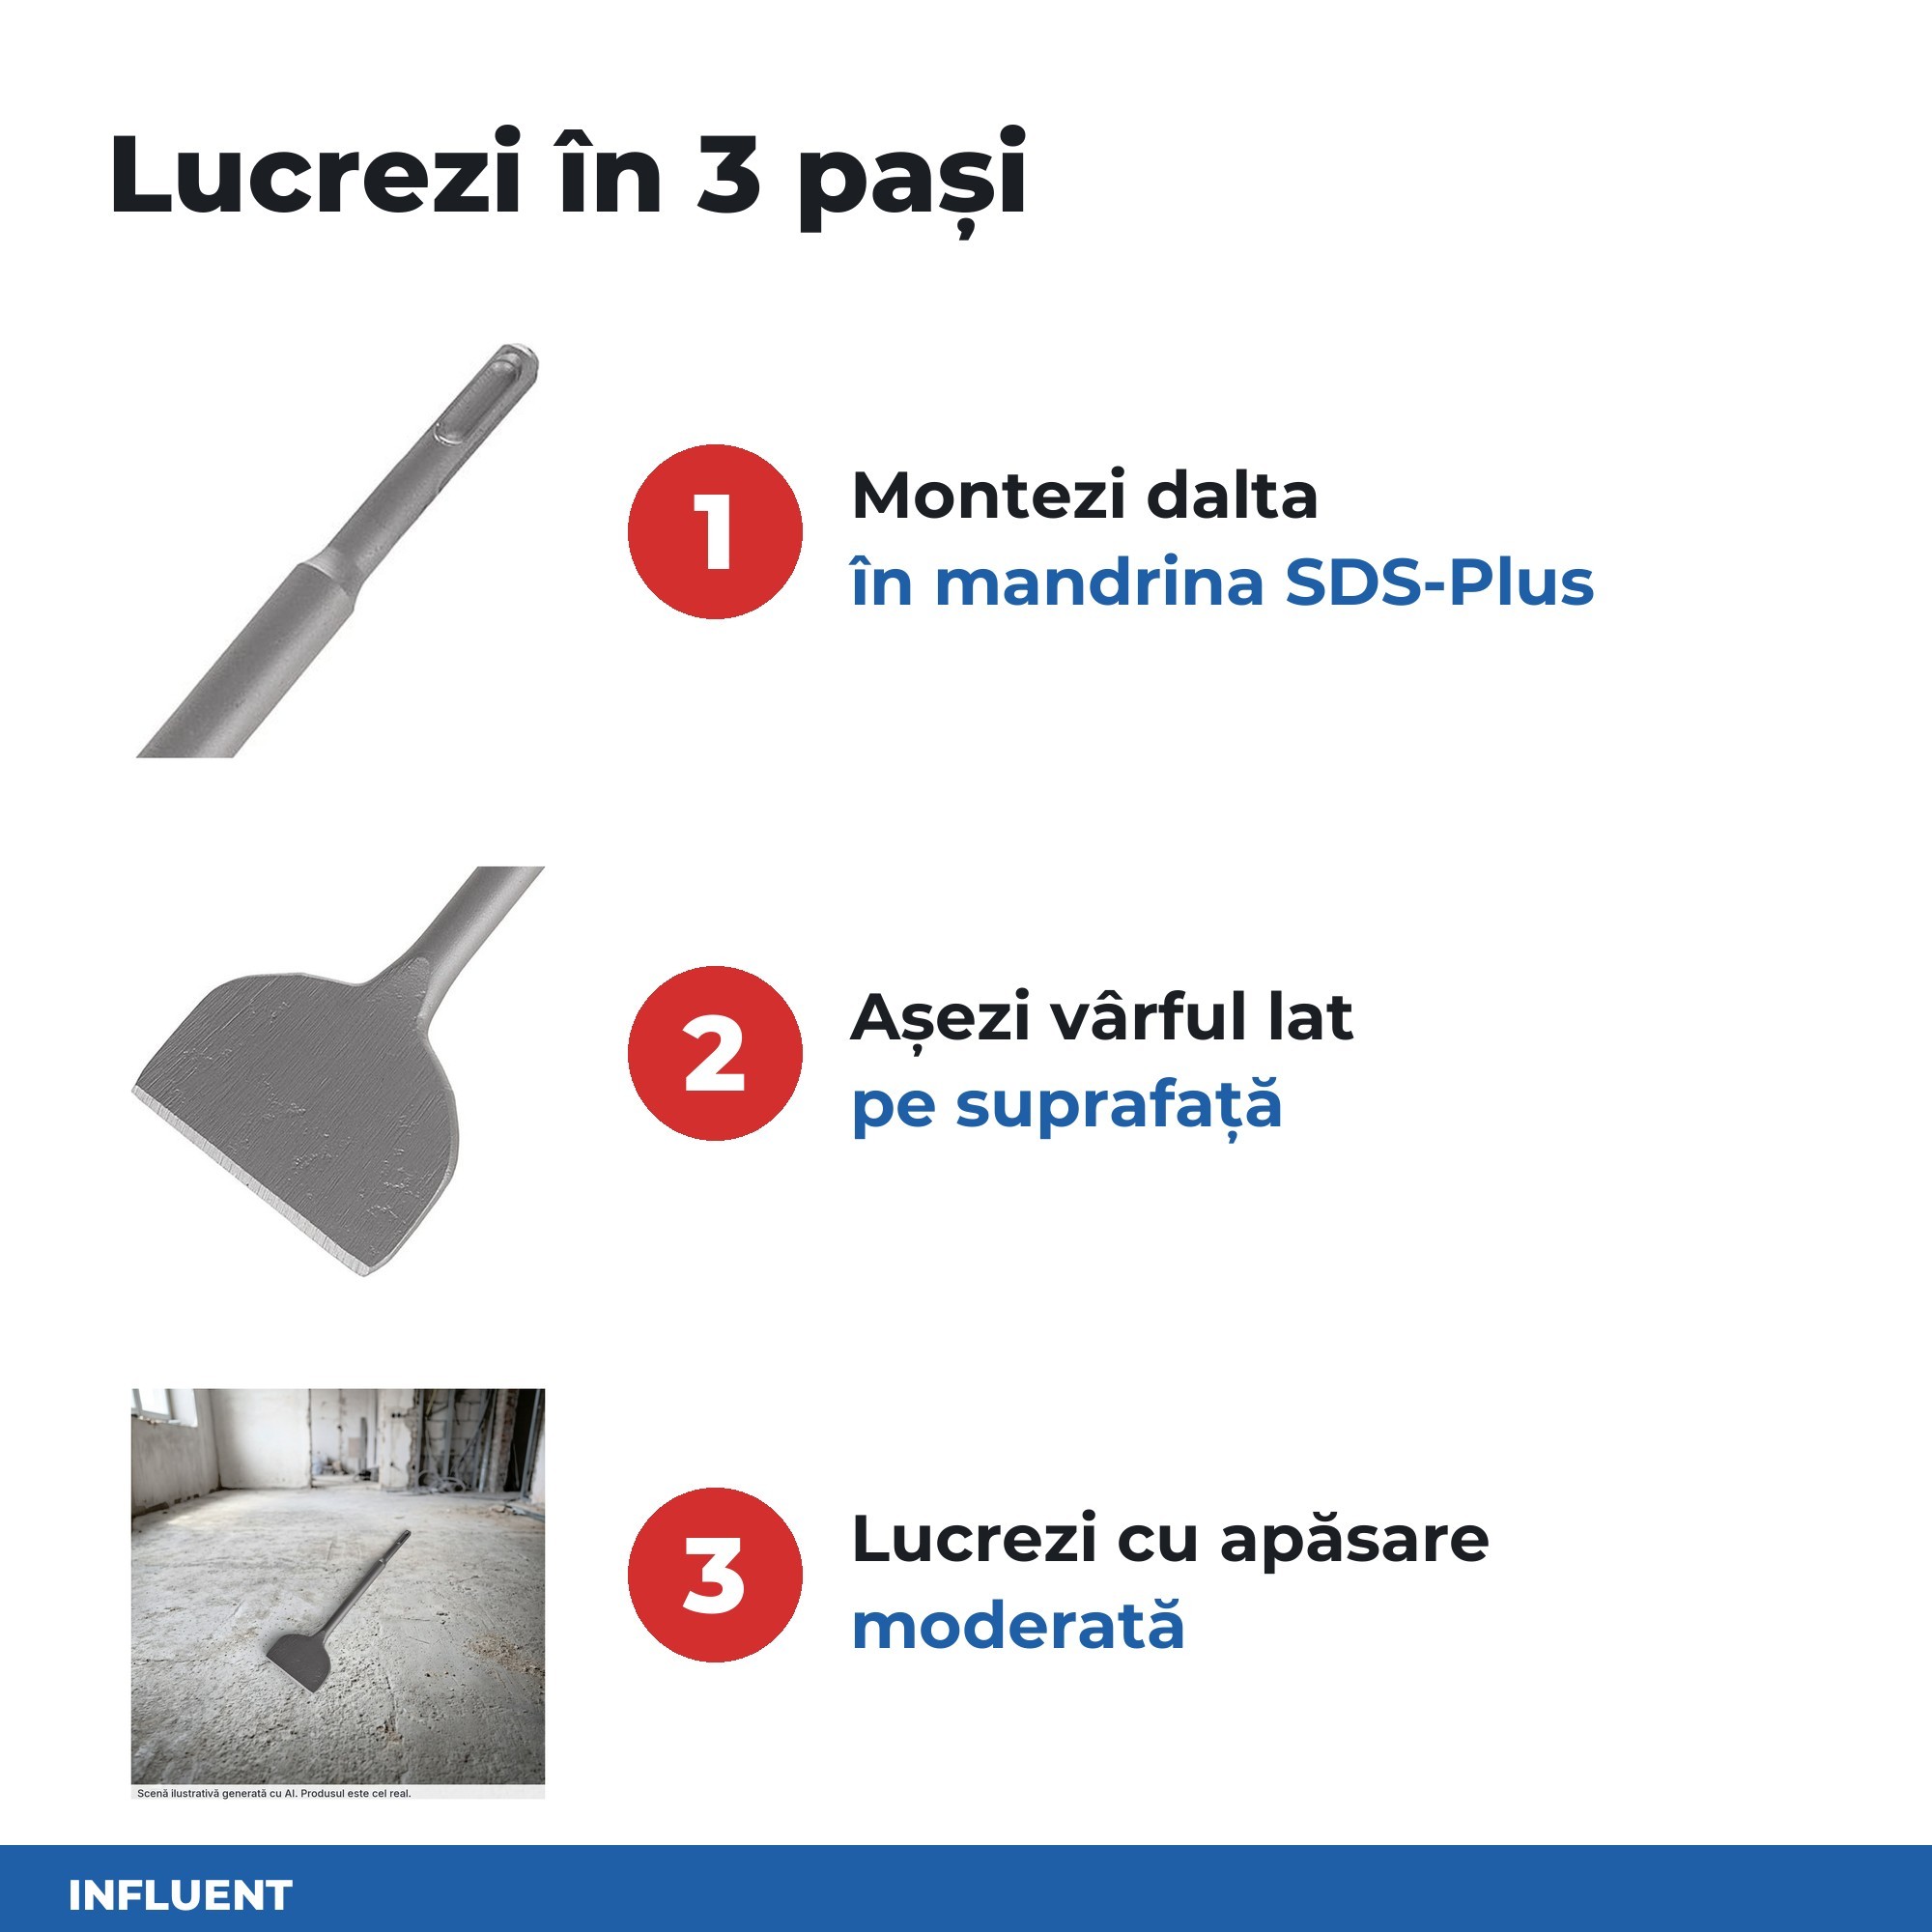 Lucrezi în 3 pași
1
Montezi dalta
în mandrina SDS-Plus
2
Așezi vârful lat
pe suprafață
3
Lucrezi cu apăsare
moderată
Scenă ilustrativă generată cu AI. Produsul este cel real.
INFLUENT